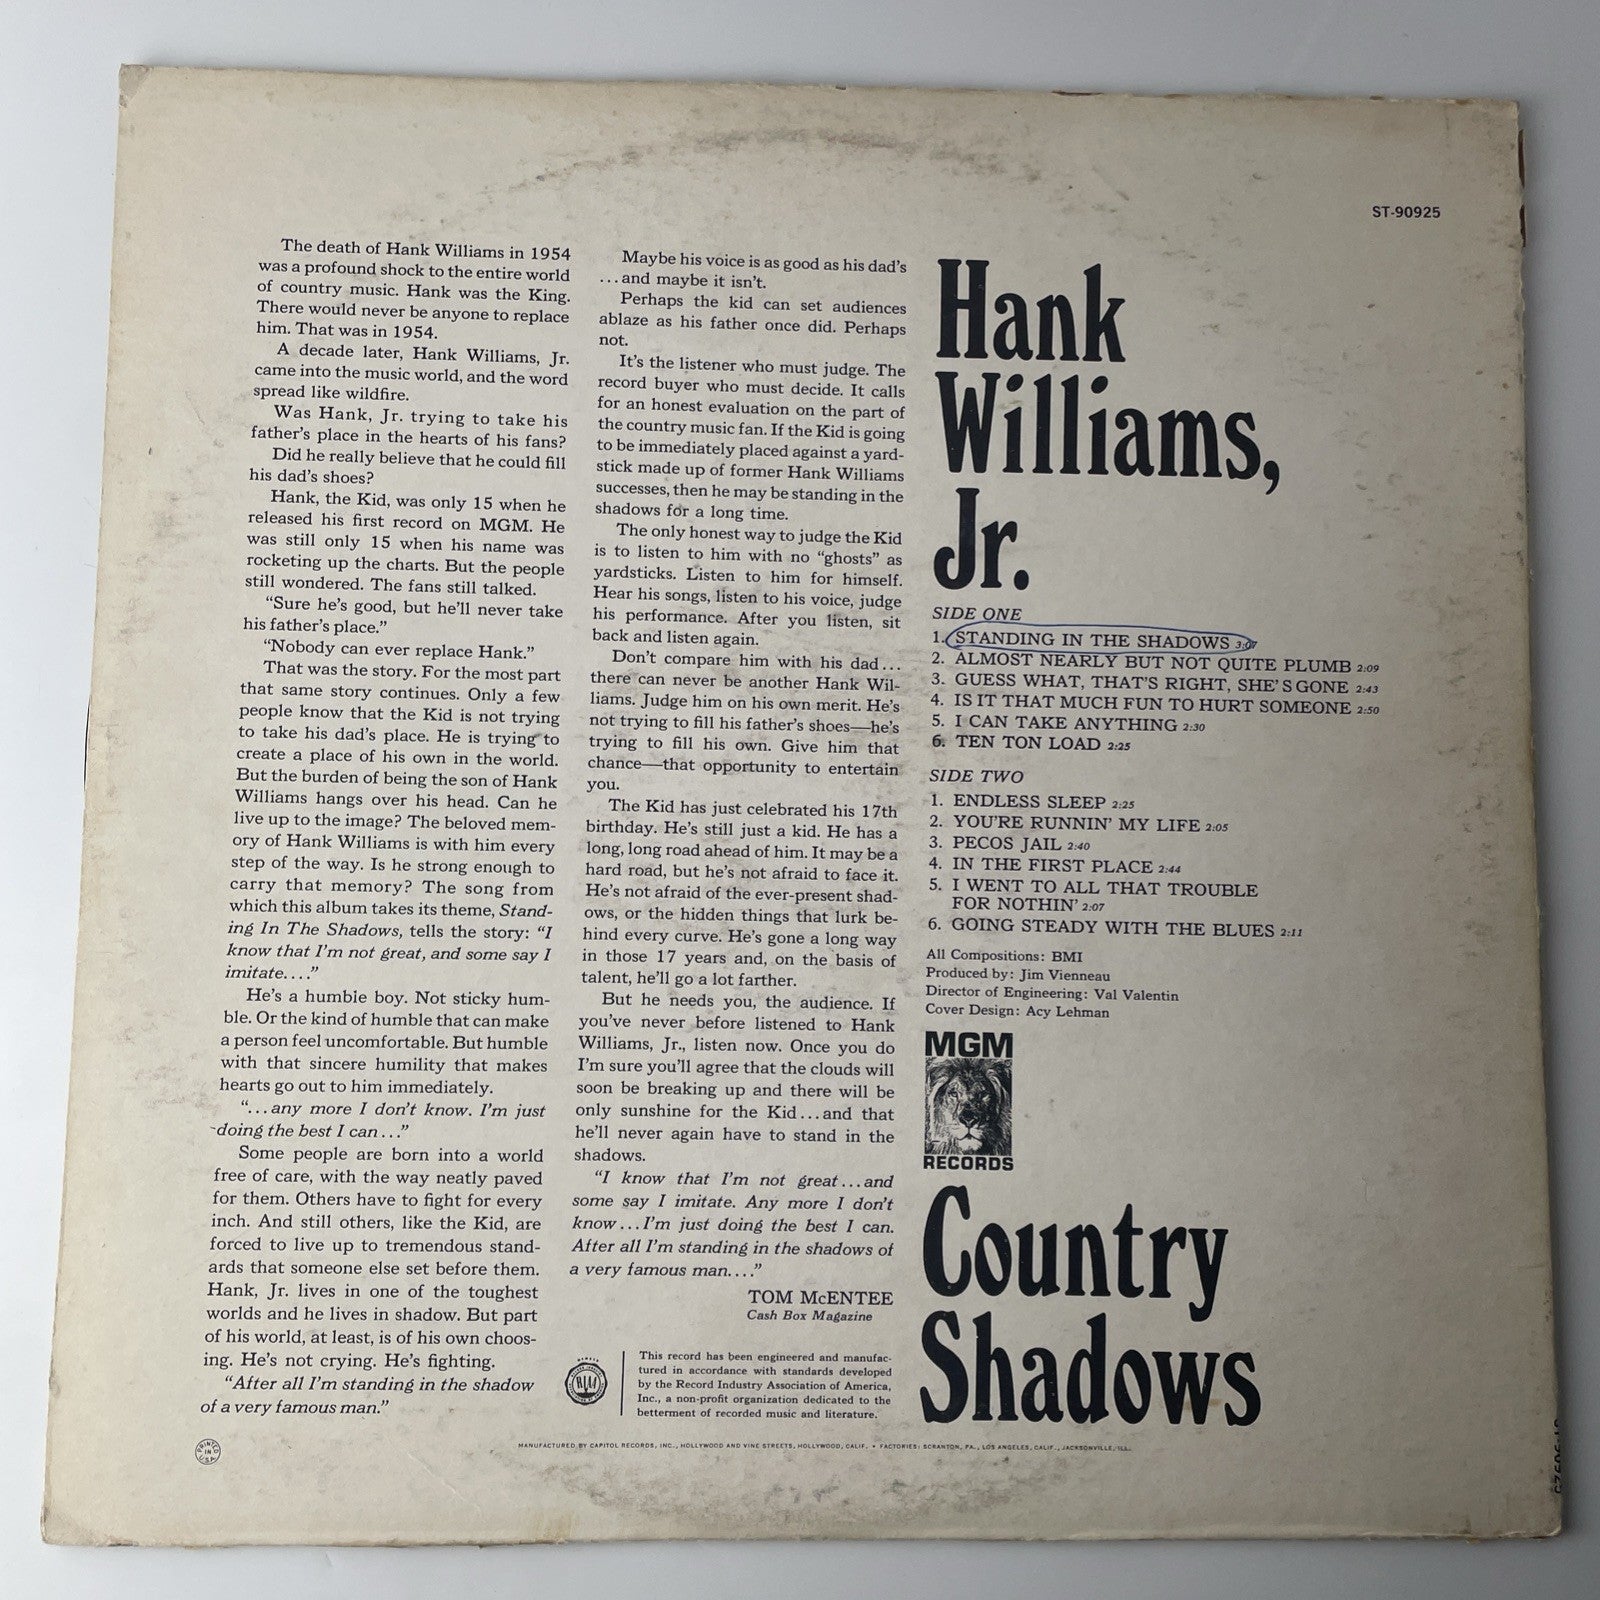 ST-90925
The death of Hank Williams in 1954
was a profound shock to the entire world
of country music. Hank was the King.
There would never be anyone to replace
him. That was in 1954.
A decade later, Hank Williams, Jr.
came into the music world, and the word
spread like wildfire.
Was Hank, Jr. trying to take his
father's place in the hearts of his fans?
Did he really believe that he could fill
his dad's shoes?
Hank, the Kid, was only 15 when he
released his first record on MGM. He
was still only 15 when his name was
rocketing up the charts. But the people
still wondered. The fans still talked.
“Sure he's good, but he'll never take
his father's place.”
“Nobody can ever replace Hank.”
That was the story. For the most part
that same story continues. Only a few
people know that the Kid is not trying
to take his dad's place. He is trying to
create a place of his own in the world.
But the burden of being the son of Hank
Williams hangs over his head. Can he
live up to the image? The beloved mem-
ory of Hank Williams is with him every
step of the way. Is he strong enough to
carry that memory? The song from
which this album takes its theme, Stand-
ing In The Shadows, tells the story: “I
know that I'm not great, and some say I
imitate....”
He's a humble boy. Not sticky hum-
ble. Or the kind of humble that can make
a person feel uncomfortable. But humble
with that sincere humility that makes
hearts go out to him immediately.
“...any more I don't know. I'm just
doing the best I can...”
Some people are born into a world
free of care, with the way neatly paved
for them. Others have to fight for every
inch. And still others, like the Kid, are
forced to live up to tremendous stand-
ards that someone else set before them.
Hank, Jr. lives in one of the toughest
worlds and he lives in shadow. But part
of his world, at least, is of his own choos-
ing. He's not crying. He's fighting.
“After all I'm standing in the shadow
of a very famous man.”
Maybe his voice is as good as his dad's
...and maybe it isn't.
Perhaps the kid can set audiences
ablaze as his father once did. Perhaps
not.
It's the listener who must judge. The
record buyer who must decide. It calls
for an honest evaluation on the part of
the country music fan. If the Kid is going
to be immediately placed against a yard-
stick made up of former Hank Williams
successes, then he may be standing in the
shadows for a long time.
The only honest way to judge the Kid
is to listen to him with no “ghosts” as
yardsticks. Listen to him for himself.
Hear his songs, listen to his voice, judge
his performance. After you listen, sit
back and listen again.
Don't compare him with his dad...
there can never be another Hank Wil-
liams. Judge him on his own merit. He's
not trying to fill his father's shoes—he's
trying to fill his own. Give him that
chance—that opportunity to entertain
you.
The Kid has just celebrated his 17th
birthday. He's still just a kid. He has a
long, long road ahead of him. It may be a
hard road, but he's not afraid to face it.
He's not afraid of the ever-present shad-
ows, or the hidden things that lurk be-
hind every curve. He's gone a long way
in those 17 years and, on the basis of
talent, he'll go a lot farther.
But he needs you, the audience. If
you've never before listened to Hank
Williams, Jr., listen now. Once you do
I'm sure you'll agree that the clouds will
soon be breaking up and there will be
only sunshine for the Kid...and that
he'll never again have to stand in the
shadows.
“I know that I'm not great...and
some say I imitate. Any more I don't
know...I'm just doing the best I can.
After all I'm standing in the shadows of
a very famous man....”
TOM McENTEE
Cash Box Magazine
RIAA
This record has been engineered and manufac-
tured in accordance with standards developed
by the Record Industry Association of America,
Inc., a non-profit organization dedicated to the
betterment of recorded music and literature.
Hank
Williams,
Jr.
SIDE ONE
1. STANDING IN THE SHADOWS 3:07
2. ALMOST NEARLY BUT NOT QUITE PLUMB 2:09
3. GUESS WHAT, THAT'S RIGHT, SHE'S GONE 2:43
4. IS IT THAT MUCH FUN TO HURT SOMEONE 2:50
5. I CAN TAKE ANYTHING 2:30
6. TEN TON LOAD 2:25
SIDE TWO
1. ENDLESS SLEEP 2:25
2. YOU'RE RUNNIN' MY LIFE 2:05
3. PECOS JAIL 2:40
4. IN THE FIRST PLACE 2:44
5. I WENT TO ALL THAT TROUBLE
FOR NOTHIN' 2:07
6. GOING STEADY WITH THE BLUES 2:11
All Compositions: BMI
Produced by: Jim Vienneau
Director of Engineering: Val Valentin
Cover Design: Acy Lehman
MGM
RECORDS
Country
Shadows
PRINTED
IN
U.S.A.
MANUFACTURED BY CAPITOL RECORDS, INC., HOLLYWOOD AND VINE STREETS, HOLLYWOOD, CALIF. • FACTORIES: SCRANTON, PA., LOS ANGELES, CALIF., JACKSONVILLE, ILL.
ST-90925